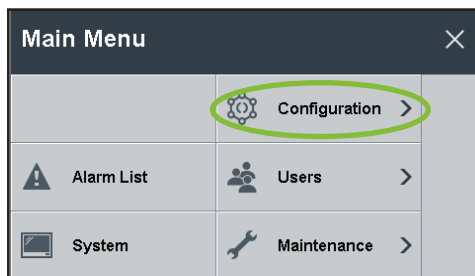 Main Menu
Configuration
Alarm List
Users
System
Maintenance